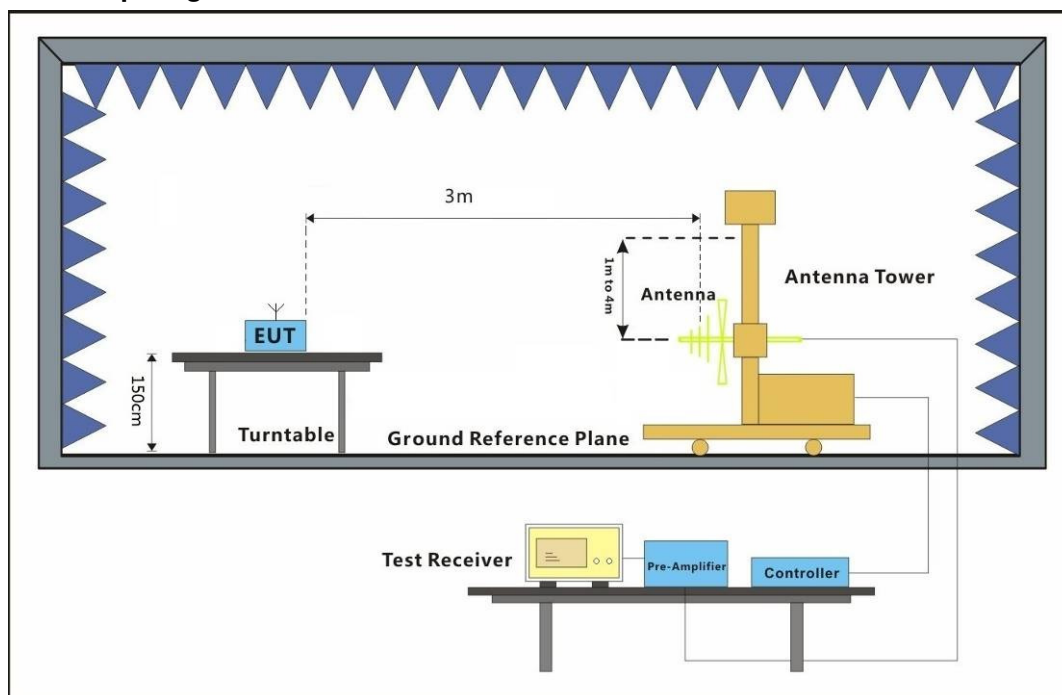 3m
1m to 4m
Antenna
Antenna Tower
EUT
150cm
Turntable
Ground Reference Plane
Test Receiver
Pre-Amplifier
Controller